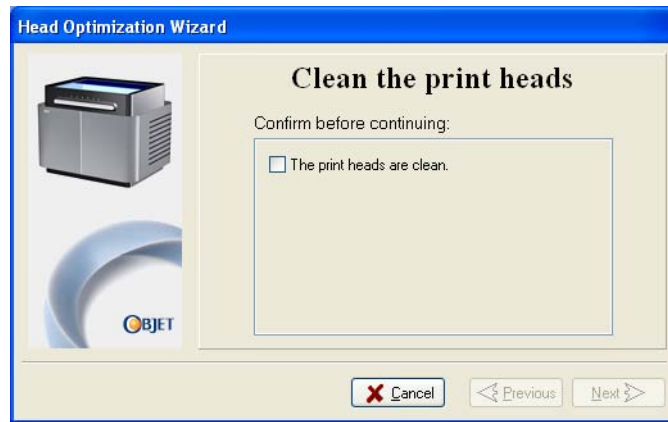 Head Optimization Wizard
Clean the print heads
Confirm before continuing:
The print heads are clean.
OBJET
Cancel
Previous
Next